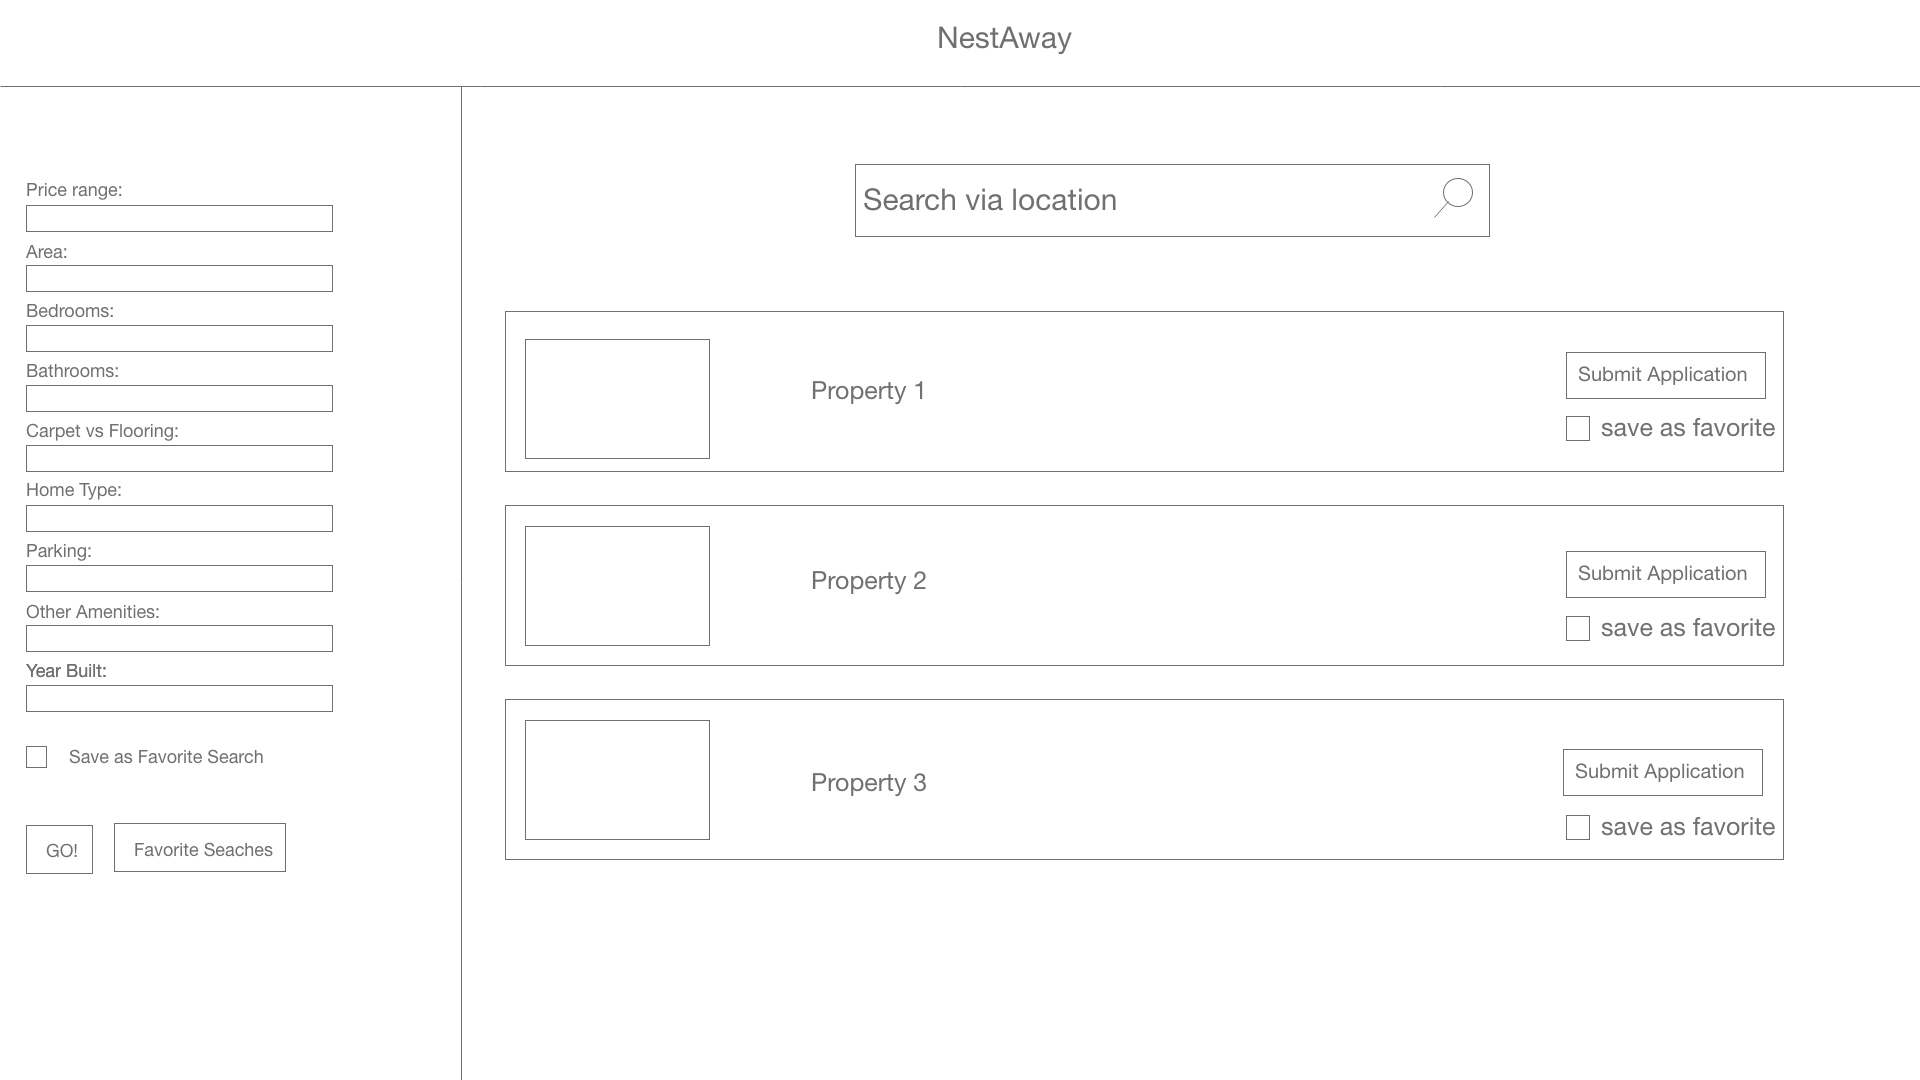 NestAway
Price range:
Area:
Bedrooms:
Bathrooms:
Carpet vs Flooring:
Home Type:
Parking:
Other Amenities:
Year Built:
Save as Favorite Search
GO!
Favorite Seaches
Search via location
Property 1
Submit Application
save as favorite
Property 2
Submit Application
save as favorite
Property 3
Submit Application
save as favorite